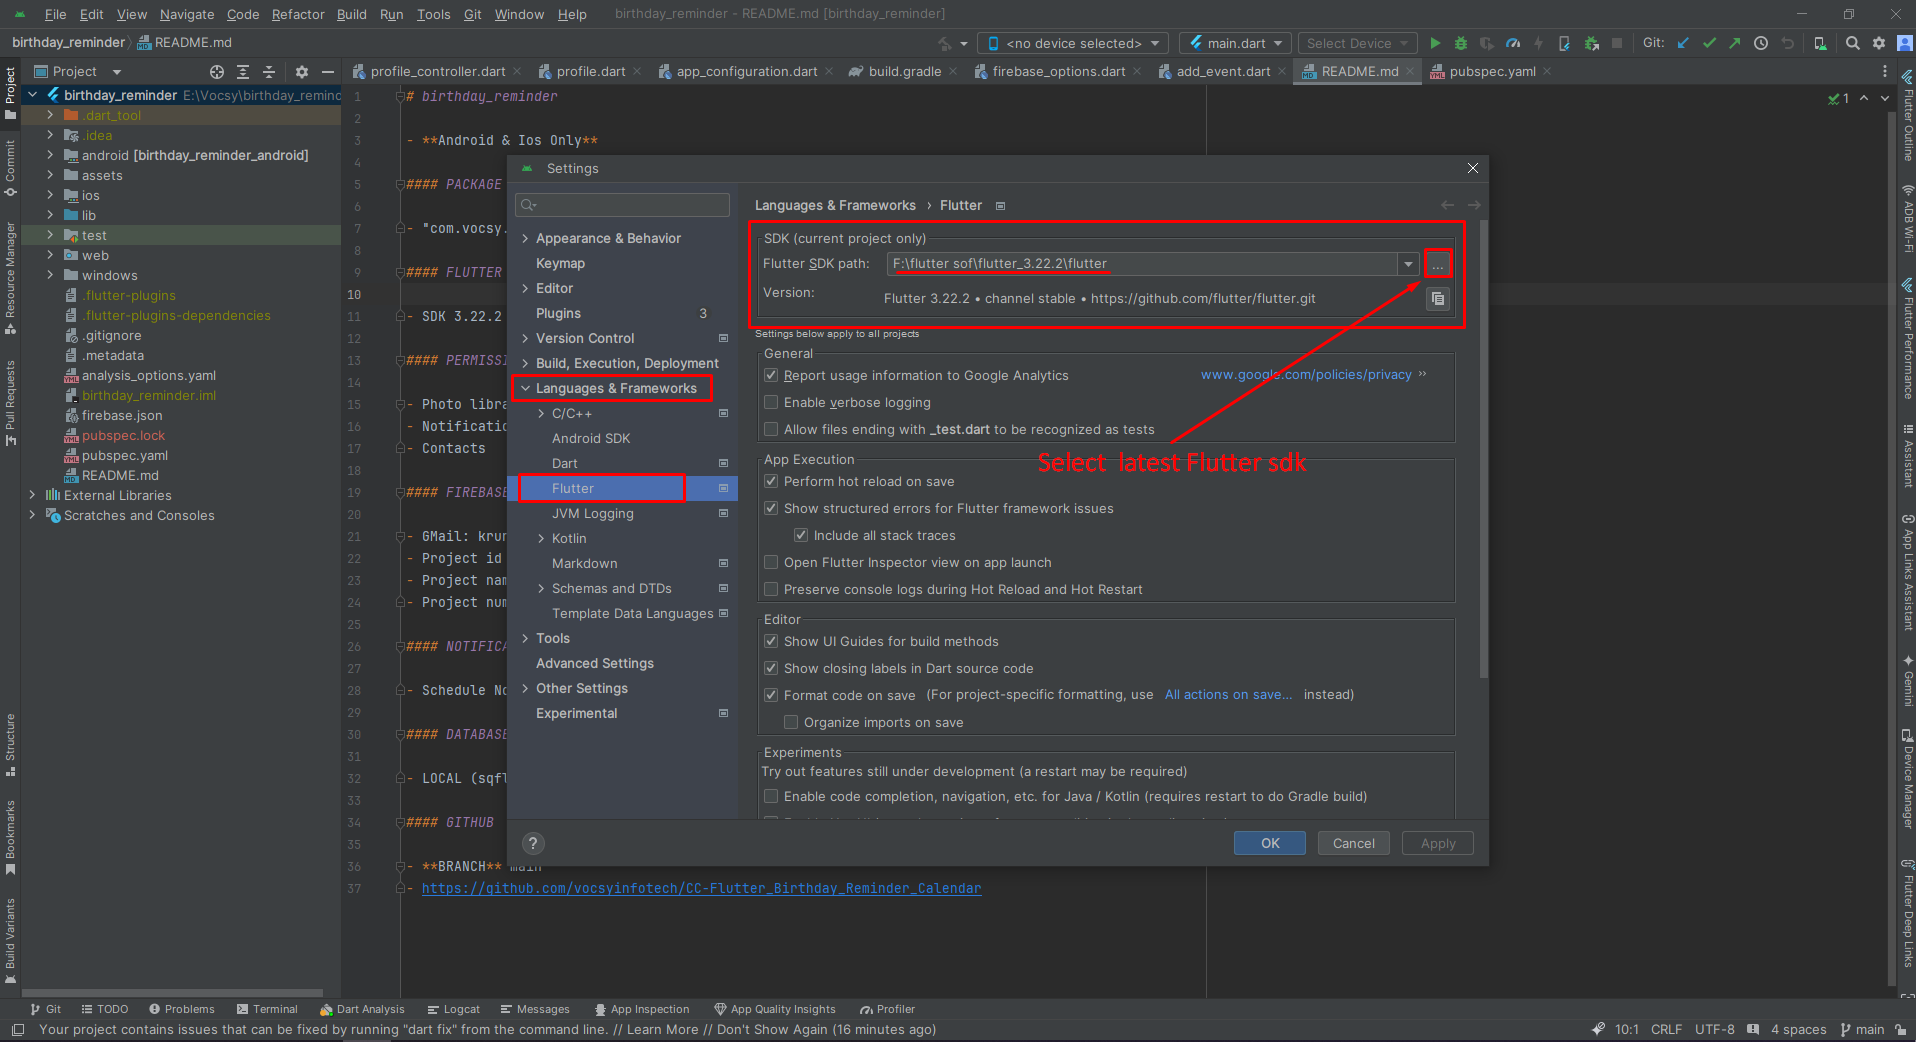 File Edit View Navigate Code Refactor Build Run Tools Git Window Help birthday_reminder - README.md [birthday_reminder]
birthday_reminder README.md <no device selected> main.dart Select Device Git:
Project profile_controller.dart profile.dart app_configuration.dart build.gradle firebase_options.dart add_event.dart README.md pubspec.yaml
Project
Commit
Resource Manager
Pull Requests
Structure
Bookmarks
Build Variants
birthday_reminder E:\Vocsy\birthday_reminc
.dart_tool
.idea
android [birthday_reminder_android]
assets
ios
lib
test
web
windows
.flutter-plugins
.flutter-plugins-dependencies
.gitignore
.metadata
analysis_options.yaml
birthday_reminder.iml
firebase.json
pubspec.lock
pubspec.yaml
README.md
External Libraries
Scratches and Consoles
1 # birthday_reminder
2
3 - **Android & Ios Only**
4
5 #### PACKAGE
6
7 - "com.vocsy.
8
9 #### FLUTTER
10
11 - SDK 3.22.2
12
13 #### PERMISSI
14
15 - Photo libra
16 - Notificatio
17 - Contacts
18
19 #### FIREBASE
20
21 - GMail: krun
22 - Project id
23 - Project nam
24 - Project num
25
26 #### NOTIFICA
27
28 - Schedule No
29
30 #### DATABASE
31
32 - LOCAL (sqfl
33
34 #### GITHUB
35
36 - **BRANCH** main
37 - https://github.com/vocsyinfotech/CC-Flutter_Birthday_Reminder_Calendar
1
Settings
Appearance & Behavior
Keymap
Editor
Plugins 3
Version Control
Build, Execution, Deployment
Languages & Frameworks
C/C++
Android SDK
Dart
Flutter
JVM Logging
Kotlin
Markdown
Schemas and DTDs
Template Data Languages
Tools
Advanced Settings
Other Settings
Experimental
Languages & Frameworks › Flutter
SDK (current project only)
Flutter SDK path: F:\flutter sof\flutter_3.22.2\flutter ...
Version: Flutter 3.22.2 • channel stable • https://github.com/flutter/flutter.git
Settings below apply to all projects
General
Report usage information to Google Analytics www.google.com/policies/privacy
Enable verbose logging
Allow files ending with _test.dart to be recognized as tests
Select latest Flutter sdk
App Execution
Perform hot reload on save
Show structured errors for Flutter framework issues
Include all stack traces
Open Flutter Inspector view on app launch
Preserve console logs during Hot Reload and Hot Restart
Editor
Show UI Guides for build methods
Show closing labels in Dart source code
Format code on save (For project-specific formatting, use All actions on save... instead)
Organize imports on save
Experiments
Try out features still under development (a restart may be required)
Enable code completion, navigation, etc. for Java / Kotlin (requires restart to do Gradle build)
? OK Cancel Apply
Flutter Outline
ADB Wi-Fi
Flutter Performance
Assistant
App Links Assistant
Gemini
Device Manager
Flutter Deep Links
Git TODO Problems Terminal Dart Analysis Logcat Messages App Inspection App Quality Insights Profiler
Your project contains issues that can be fixed by running "dart fix" from the command line. // Learn More // Don't Show Again (16 minutes ago) 10:1 CRLF UTF-8 4 spaces main